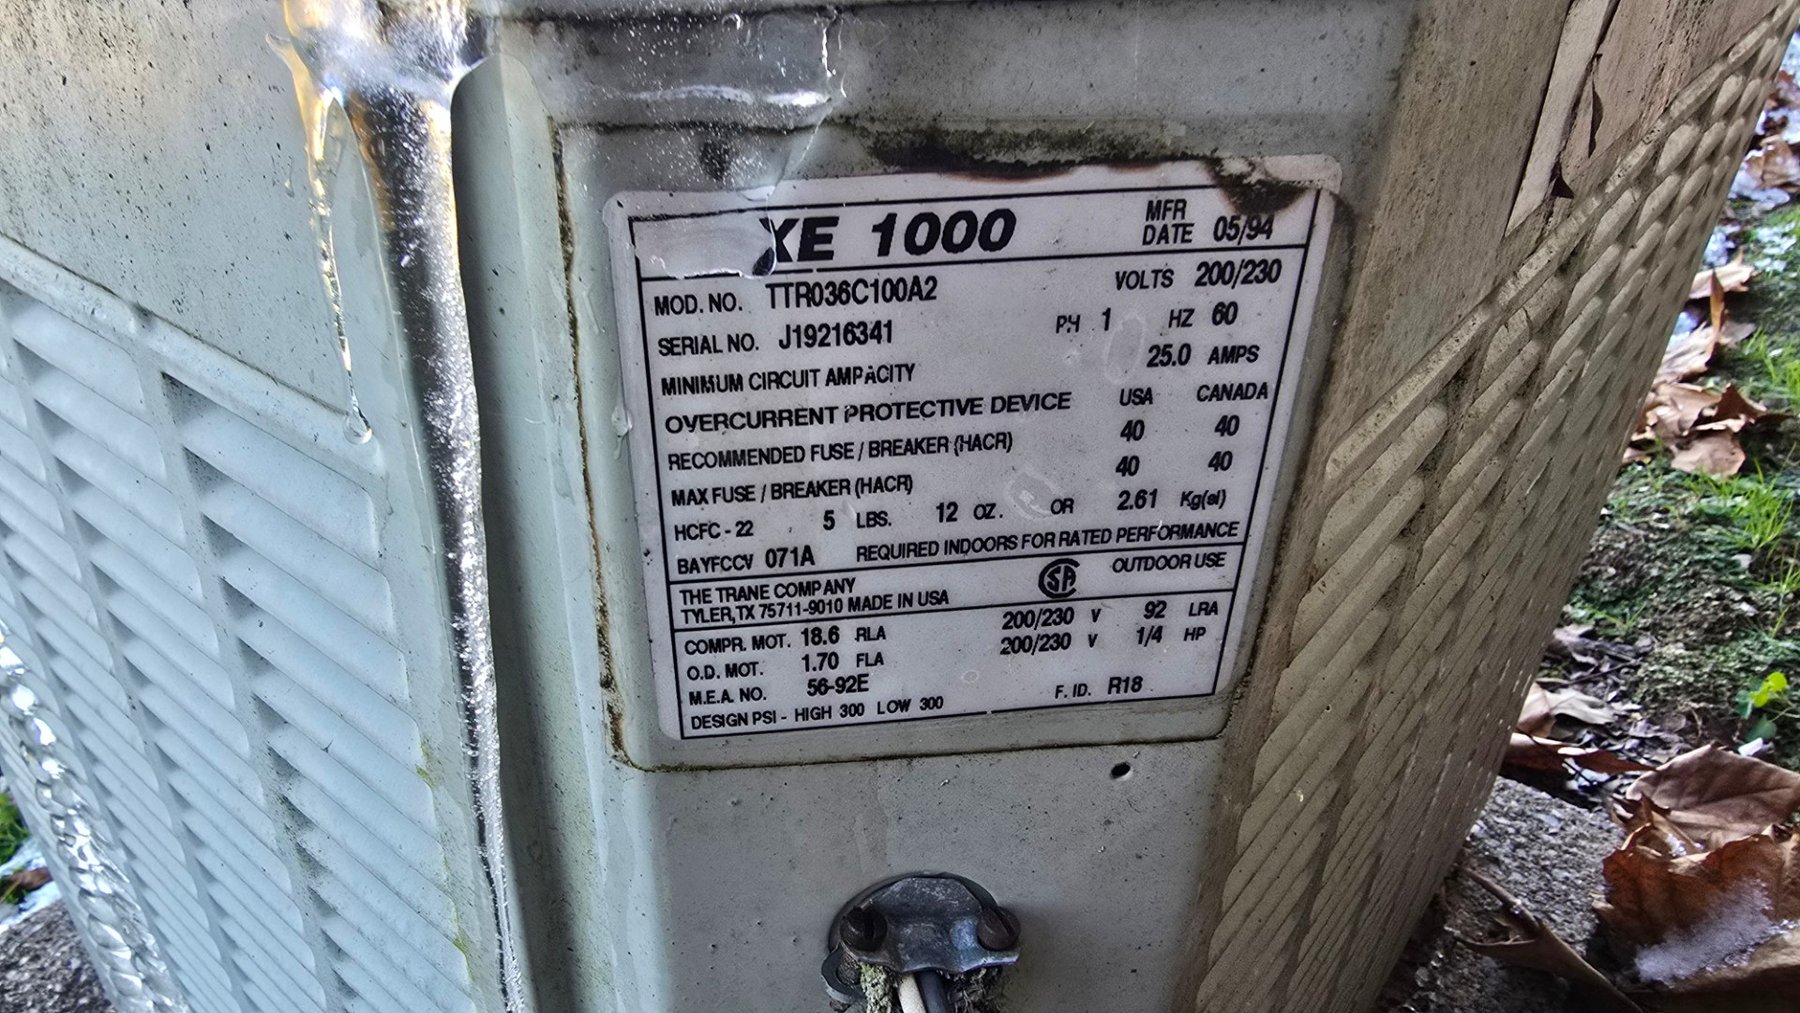 XE 1000 MFR DATE 05/94
MOD. NO. TTR036C100A2 VOLTS 200/230
SERIAL NO. J19216341 PH 1 HZ 60
MINIMUM CIRCUIT AMPACITY 25.0 AMPS
OVERCURRENT PROTECTIVE DEVICE USA CANADA
RECOMMENDED FUSE / BREAKER (HACR) 40 40
MAX FUSE / BREAKER (HACR) 40 40
HCFC - 22 5 LBS. 12 OZ. OR 2.61 Kg(sl)
BAYFCCV 071A REQUIRED INDOORS FOR RATED PERFORMANCE
THE TRANE COMPANY SA OUTDOOR USE
TYLER, TX 75711-9010 MADE IN USA
COMPR. MOT. 18.6 RLA 200/230 V 92 LRA
O.D. MOT. 1.70 FLA 200/230 V 1/4 HP
M.E.A. NO. 56-92E
DESIGN PSI - HIGH 300 LOW 300 F. ID. R18